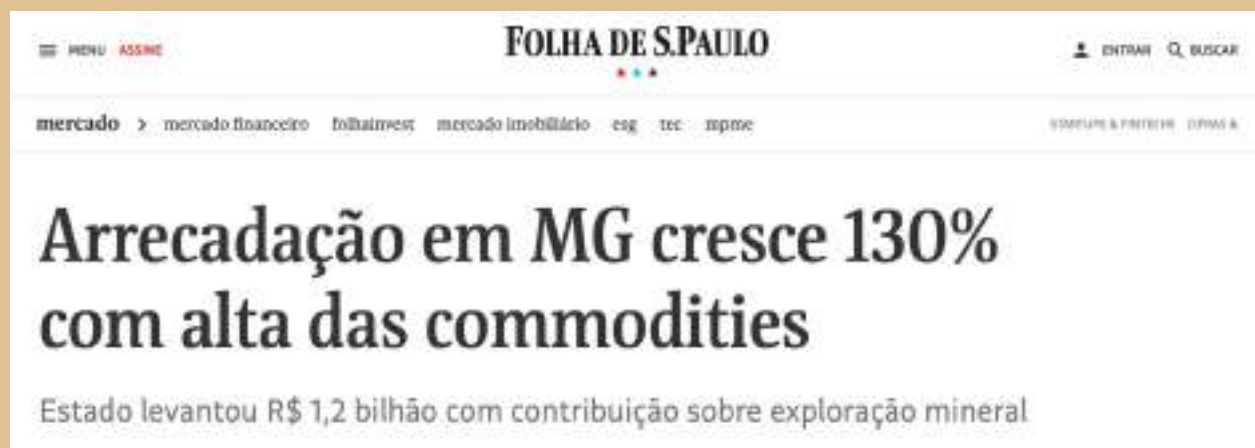 MENU ASSINE
FOLHA DE S.PAULO
ENTRAR BUSCAR
mercado > mercado financeiro folhainvest mercado imobiliário esg tec mpme
Arrecadação em MG cresce 130%
com alta das commodities
Estado levantou R$ 1,2 bilhão com contribuição sobre exploração mineral